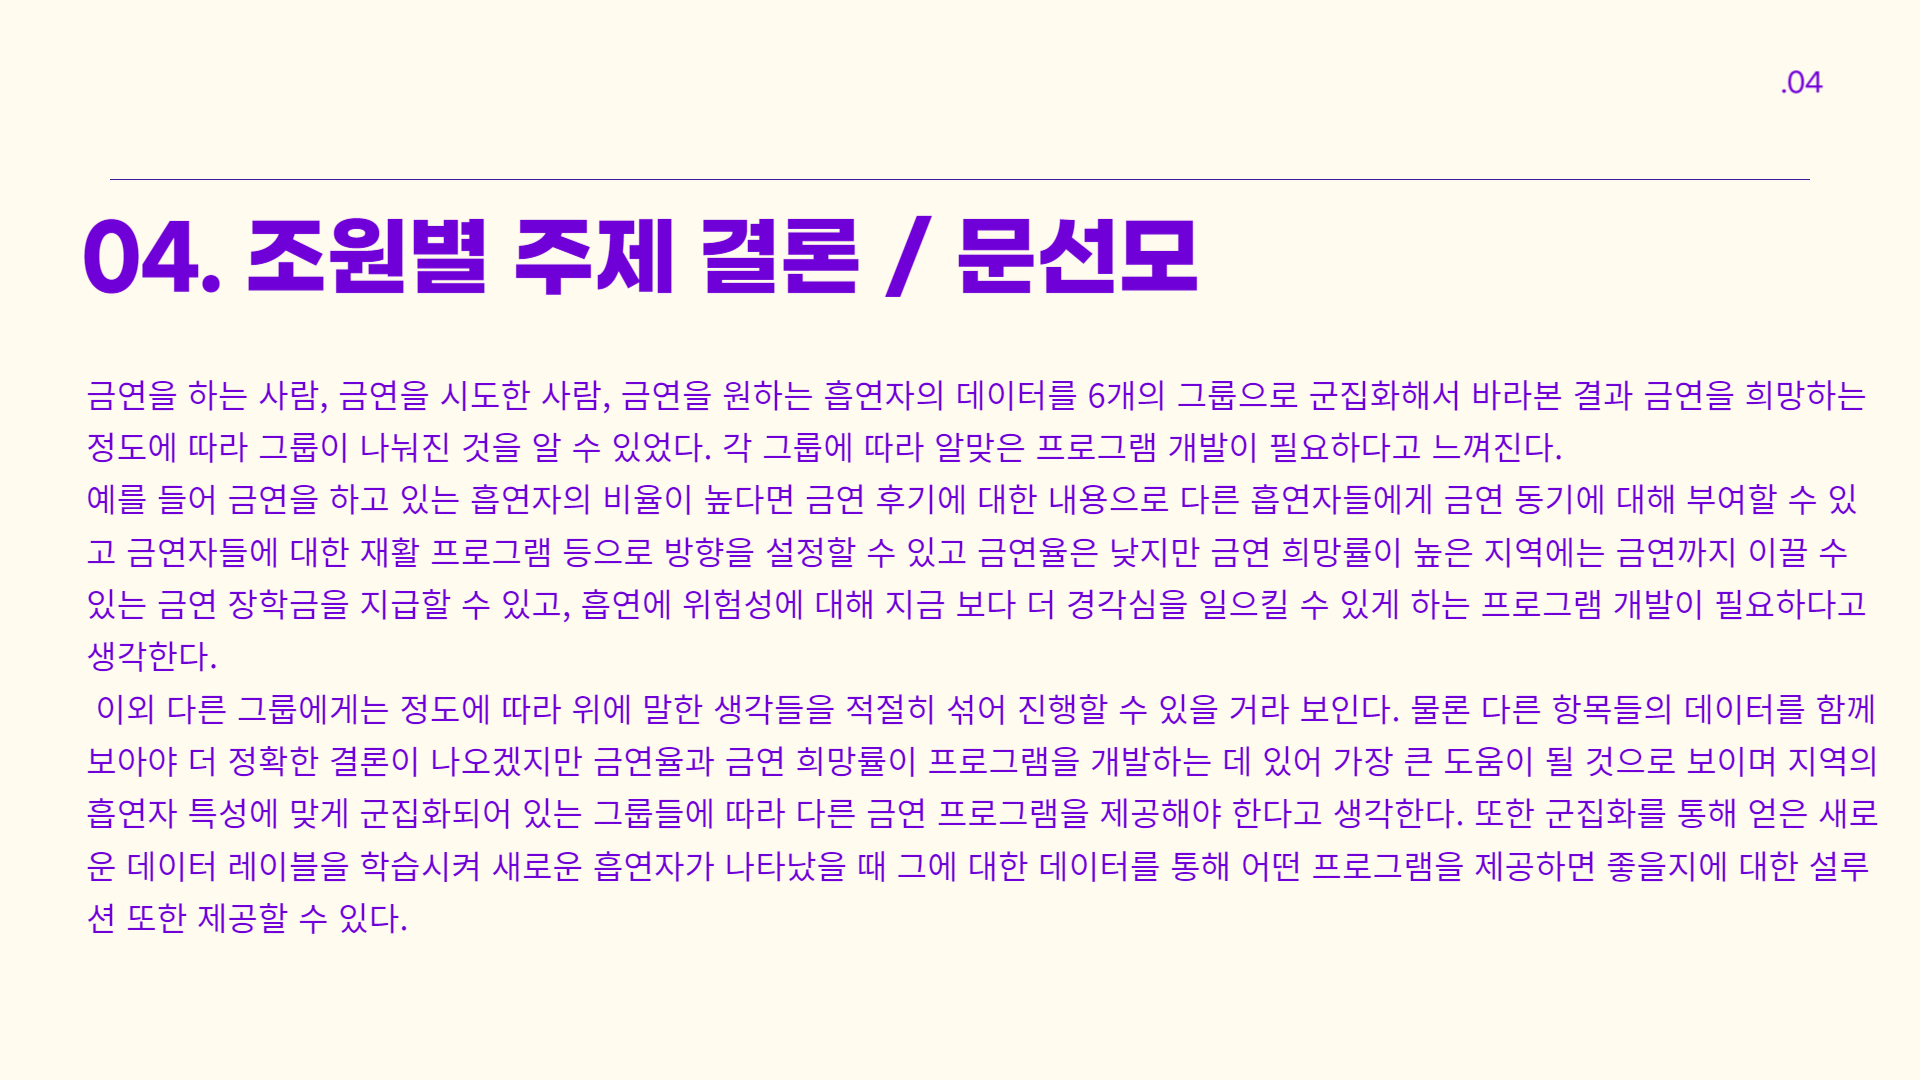 .04
04. 조원별 주제 결론 / 문선모
금연을 하는 사람, 금연을 시도한 사람, 금연을 원하는 흡연자의 데이터를 6개의 그룹으로 군집화해서 바라본 결과 금연을 희망하는
정도에 따라 그룹이 나눠진 것을 알 수 있었다. 각 그룹에 따라 알맞은 프로그램 개발이 필요하다고 느껴진다.
예를 들어 금연을 하고 있는 흡연자의 비율이 높다면 금연 후기에 대한 내용으로 다른 흡연자들에게 금연 동기에 대해 부여할 수 있
고 금연자들에 대한 재활 프로그램 등으로 방향을 설정할 수 있고 금연율은 낮지만 금연 희망률이 높은 지역에는 금연까지 이끌 수
있는 금연 장학금을 지급할 수 있고, 흡연에 위험성에 대해 지금 보다 더 경각심을 일으킬 수 있게 하는 프로그램 개발이 필요하다고
생각한다.
이외 다른 그룹에게는 정도에 따라 위에 말한 생각들을 적절히 섞어 진행할 수 있을 거라 보인다. 물론 다른 항목들의 데이터를 함께
보아야 더 정확한 결론이 나오겠지만 금연율과 금연 희망률이 프로그램을 개발하는 데 있어 가장 큰 도움이 될 것으로 보이며 지역의
흡연자 특성에 맞게 군집화되어 있는 그룹들에 따라 다른 금연 프로그램을 제공해야 한다고 생각한다. 또한 군집화를 통해 얻은 새로
운 데이터 레이블을 학습시켜 새로운 흡연자가 나타났을 때 그에 대한 데이터를 통해 어떤 프로그램을 제공하면 좋을지에 대한 설루
션 또한 제공할 수 있다.